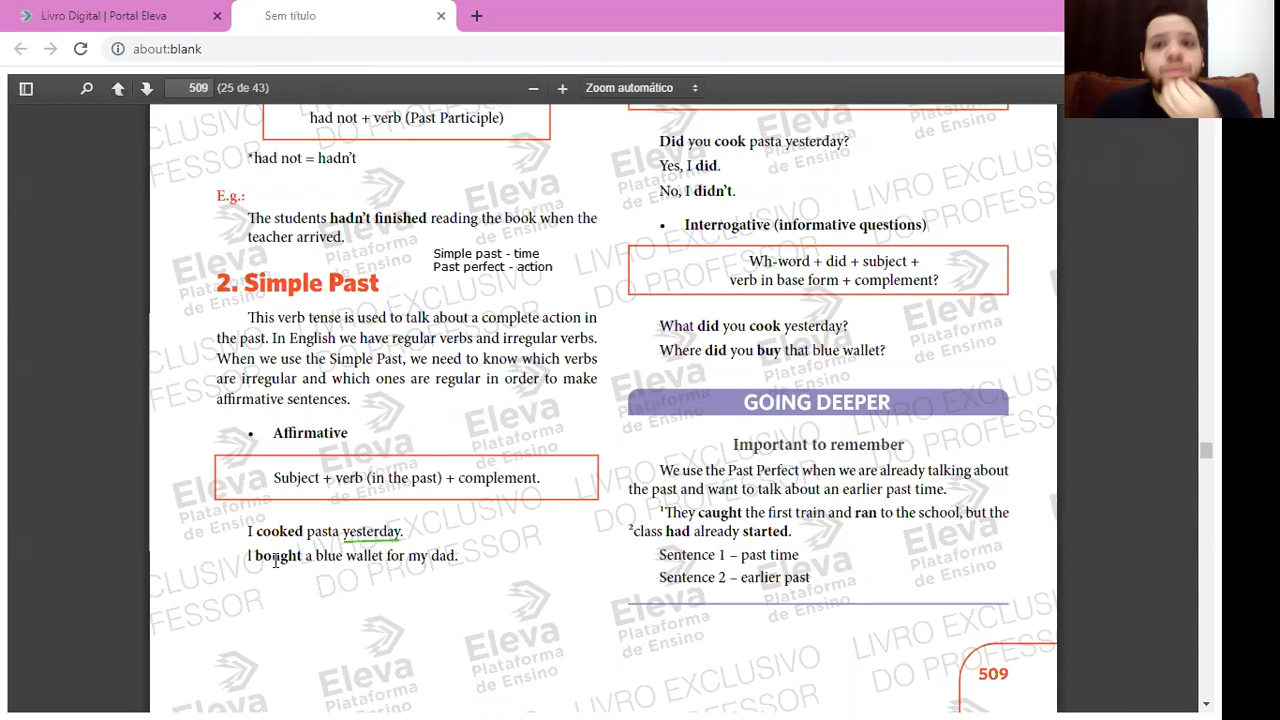 Livro Digital | Portal Eleva
Sem título
about:blank
509 (25 de 43)
Zoom automático
had not + verb (Past Participle)
*had not = hadn't
E.g.:
The students hadn't finished reading the book when the
teacher arrived.
Simple past - time
Past perfect - action
2. Simple Past
This verb tense is used to talk about a complete action in
the past. In English we have regular verbs and irregular verbs.
When we use the Simple Past, we need to know which verbs
are irregular and which ones are regular in order to make
affirmative sentences.
• Affirmative
Subject + verb (in the past) + complement.
I cooked pasta yesterday.
I bought a blue wallet for my dad.
Did you cook pasta yesterday?
Yes, I did.
No, I didn't.
• Interrogative (informative questions)
Wh-word + did + subject +
verb in base form + complement?
What did you cook yesterday?
Where did you buy that blue wallet?
GOING DEEPER
Important to remember
We use the Past Perfect when we are already talking about
the past and want to talk about an earlier past time.
¹They caught the first train and ran to the school, but the
²class had already started.
Sentence 1 – past time
Sentence 2 – earlier past
509
Eleva
Plataforma
de Ensino
LIVRO EXCLUSIVO
DO PROFESSOR